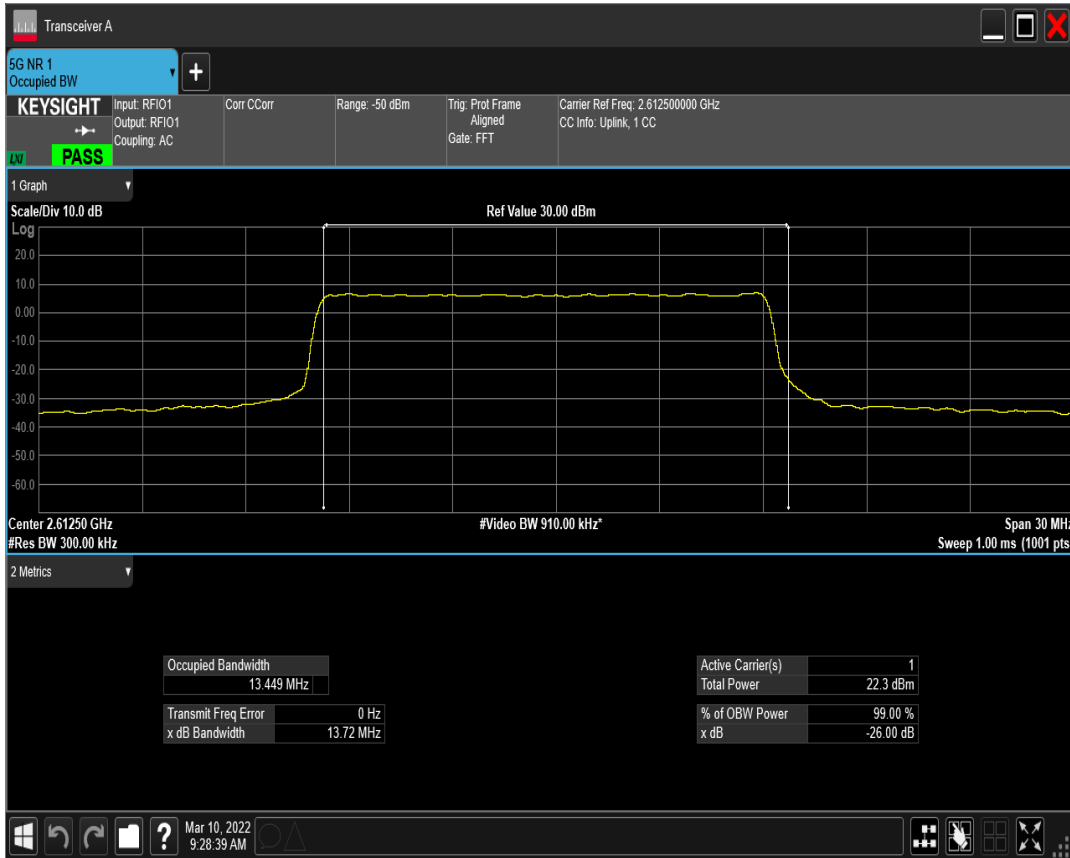 Transceiver A
5G NR 1
Occupied BW
KEYSIGHT
LXI
PASS
Input: RFIO1
Output: RFIO1
Coupling: AC
Corr CCorr
Range: -50 dBm
Trig: Prot Frame
Aligned
Gate: FFT
Carrier Ref Freq: 2.612500000 GHz
CC Info: Uplink, 1 CC
1 Graph
Scale/Div 10.0 dB
Ref Value 30.00 dBm
Log
20.0
10.0
0.00
-10.0
-20.0
-30.0
-40.0
-50.0
-60.0
Center 2.61250 GHz
#Video BW 910.00 kHz*
Span 30 MHz
#Res BW 300.00 kHz
Sweep 1.00 ms (1001 pts
2 Metrics
Occupied Bandwidth
13.449 MHz
Transmit Freq Error 0 Hz
x dB Bandwidth 13.72 MHz
Active Carrier(s) 1
Total Power 22.3 dBm
% of OBW Power 99.00 %
x dB -26.00 dB
?
Mar 10, 2022
9:28:39 AM